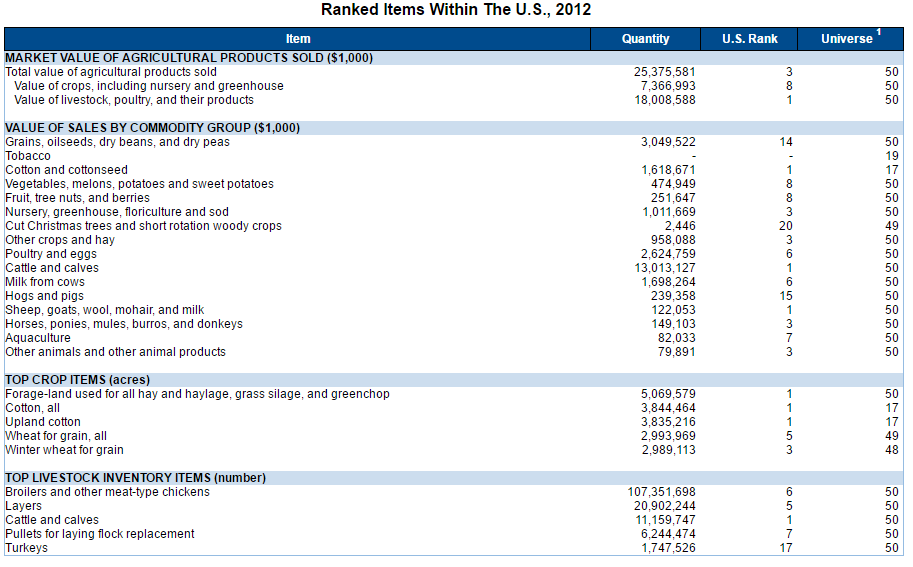 Ranked Items Within The U.S., 2012
Item Quantity U.S. Rank Universe 1
MARKET VALUE OF AGRICULTURAL PRODUCTS SOLD ($1,000)
Total value of agricultural products sold 25,375,581 3 50
Value of crops, including nursery and greenhouse 7,366,993 8 50
Value of livestock, poultry, and their products 18,008,588 1 50
VALUE OF SALES BY COMMODITY GROUP ($1,000)
Grains, oilseeds, dry beans, and dry peas 3,049,522 14 50
Tobacco - - 19
Cotton and cottonseed 1,618,671 1 17
Vegetables, melons, potatoes and sweet potatoes 474,949 8 50
Fruit, tree nuts, and berries 251,647 8 50
Nursery, greenhouse, floriculture and sod 1,011,669 3 50
Cut Christmas trees and short rotation woody crops 2,446 20 49
Other crops and hay 958,088 3 50
Poultry and eggs 2,624,759 6 50
Cattle and calves 13,013,127 1 50
Milk from cows 1,698,264 6 50
Hogs and pigs 239,358 15 50
Sheep, goats, wool, mohair, and milk 122,053 1 50
Horses, ponies, mules, burros, and donkeys 149,103 3 50
Aquaculture 82,033 7 50
Other animals and other animal products 79,891 3 50
TOP CROP ITEMS (acres)
Forage-land used for all hay and haylage, grass silage, and greenchop 5,069,579 1 50
Cotton, all 3,844,464 1 17
Upland cotton 3,835,216 1 17
Wheat for grain, all 2,993,969 5 49
Winter wheat for grain 2,989,113 3 48
TOP LIVESTOCK INVENTORY ITEMS (number)
Broilers and other meat-type chickens 107,351,698 6 50
Layers 20,902,244 5 50
Cattle and calves 11,159,747 1 50
Pullets for laying flock replacement 6,244,474 7 50
Turkeys 1,747,526 17 50